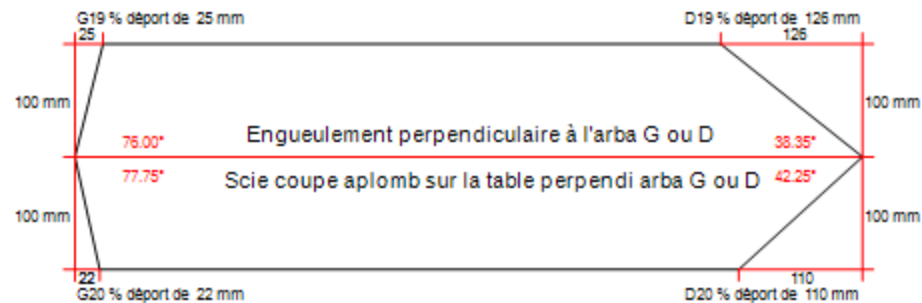 G19 % déport de 25 mm
D19 % déport de 126 mm
25
126
100 mm
100 mm
76.00°
Engueulement perpendiculaire à l'arba G ou D
38.35°
77.75°
Scie coupe aplomb sur la table perpendi arba G ou D
42.25°
100 mm
100 mm
22
110
G20 % déport de 22 mm
D20 % déport de 110 mm